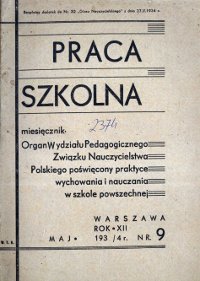 Bezpłatny dodatek do Nr. 20 „Głosu Nauczycielskiego" z dnia 27.V.1934 r.
PRACA
SZKOLNA
miesięcznik·
2374
Organ Wydziału Pedagogicznego
Związku Nauczycielstwa
Polskiego poświęcony praktyce
wychowania i nauczania
w szkole powszechnej
WARSZAWA
ROK·XII
MAJ· 193 /4 r. NR. 9